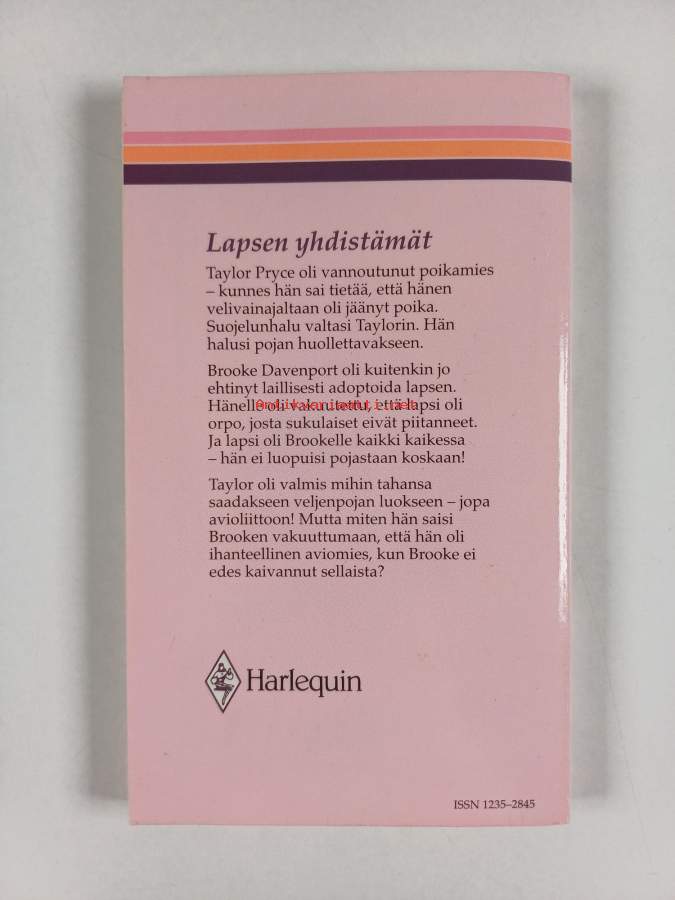 Lapsen yhdistämät
Taylor Pryce oli vannoutunut poikamies
– kunnes hän sai tietää, että hänen
velivainajaltaan oli jäänyt poika.
Suojelunhalu valtasi Taylorin. Hän
halusi pojan huollettavakseen.
Brooke Davenport oli kuitenkin jo
ehtinyt laillisesti adoptoida lapsen.
Hänelle oli vakuutettu, että lapsi oli
antikvariaatti.net
orpo, josta sukulaiset eivät piitanneet.
Ja lapsi oli Brookelle kaikki kaikessa
– hän ei luopuisi pojastaan koskaan!
Taylor oli valmis mihin tahansa
saadakseen veljenpojan luokseen – jopa
avioliittoon! Mutta miten hän saisi
Brooken vakuuttumaan, että hän oli
ihanteellinen aviomies, kun Brooke ei
edes kaivannut sellaista?
Harlequin
ISSN 1235–2845